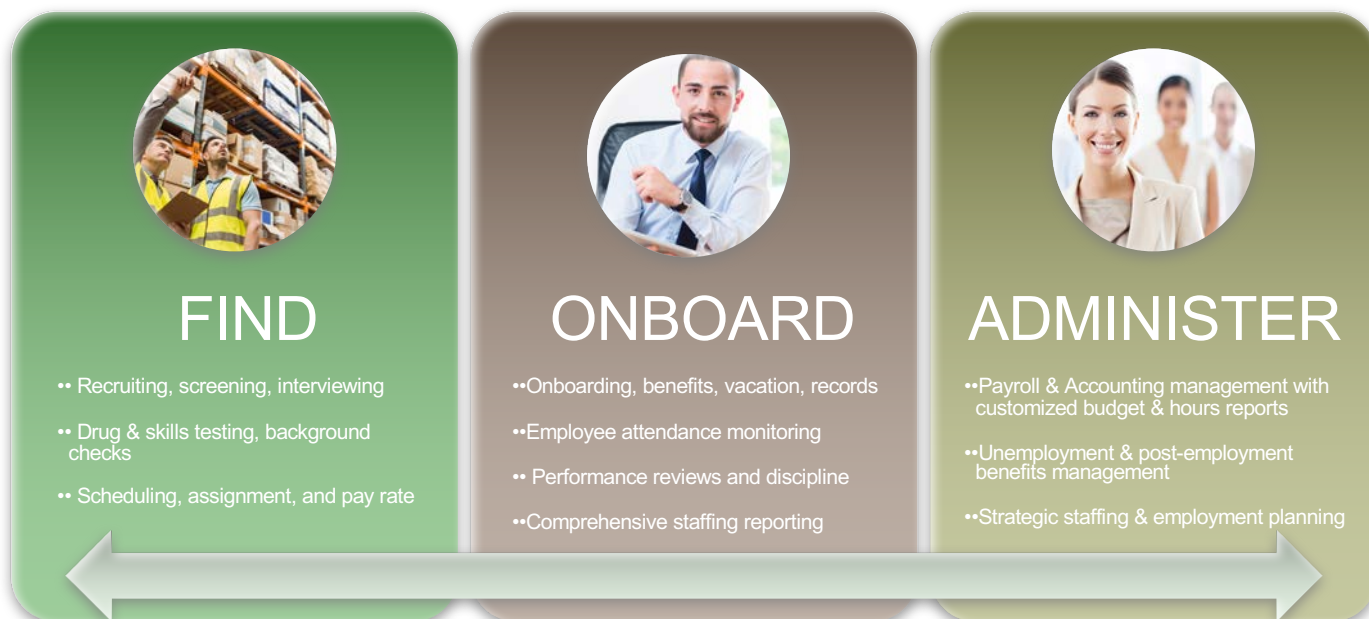 FIND
•• Recruiting, screening, interviewing
•• Drug & skills testing, background
checks
•• Scheduling, assignment, and pay rate
ONBOARD
••Onboarding, benefits, vacation, records
••Employee attendance monitoring
•• Performance reviews and discipline
••Comprehensive staffing reporting
ADMINISTER
••Payroll & Accounting management with
customized budget & hours reports
••Unemployment & post-employment
benefits management
••Strategic staffing & employment planning